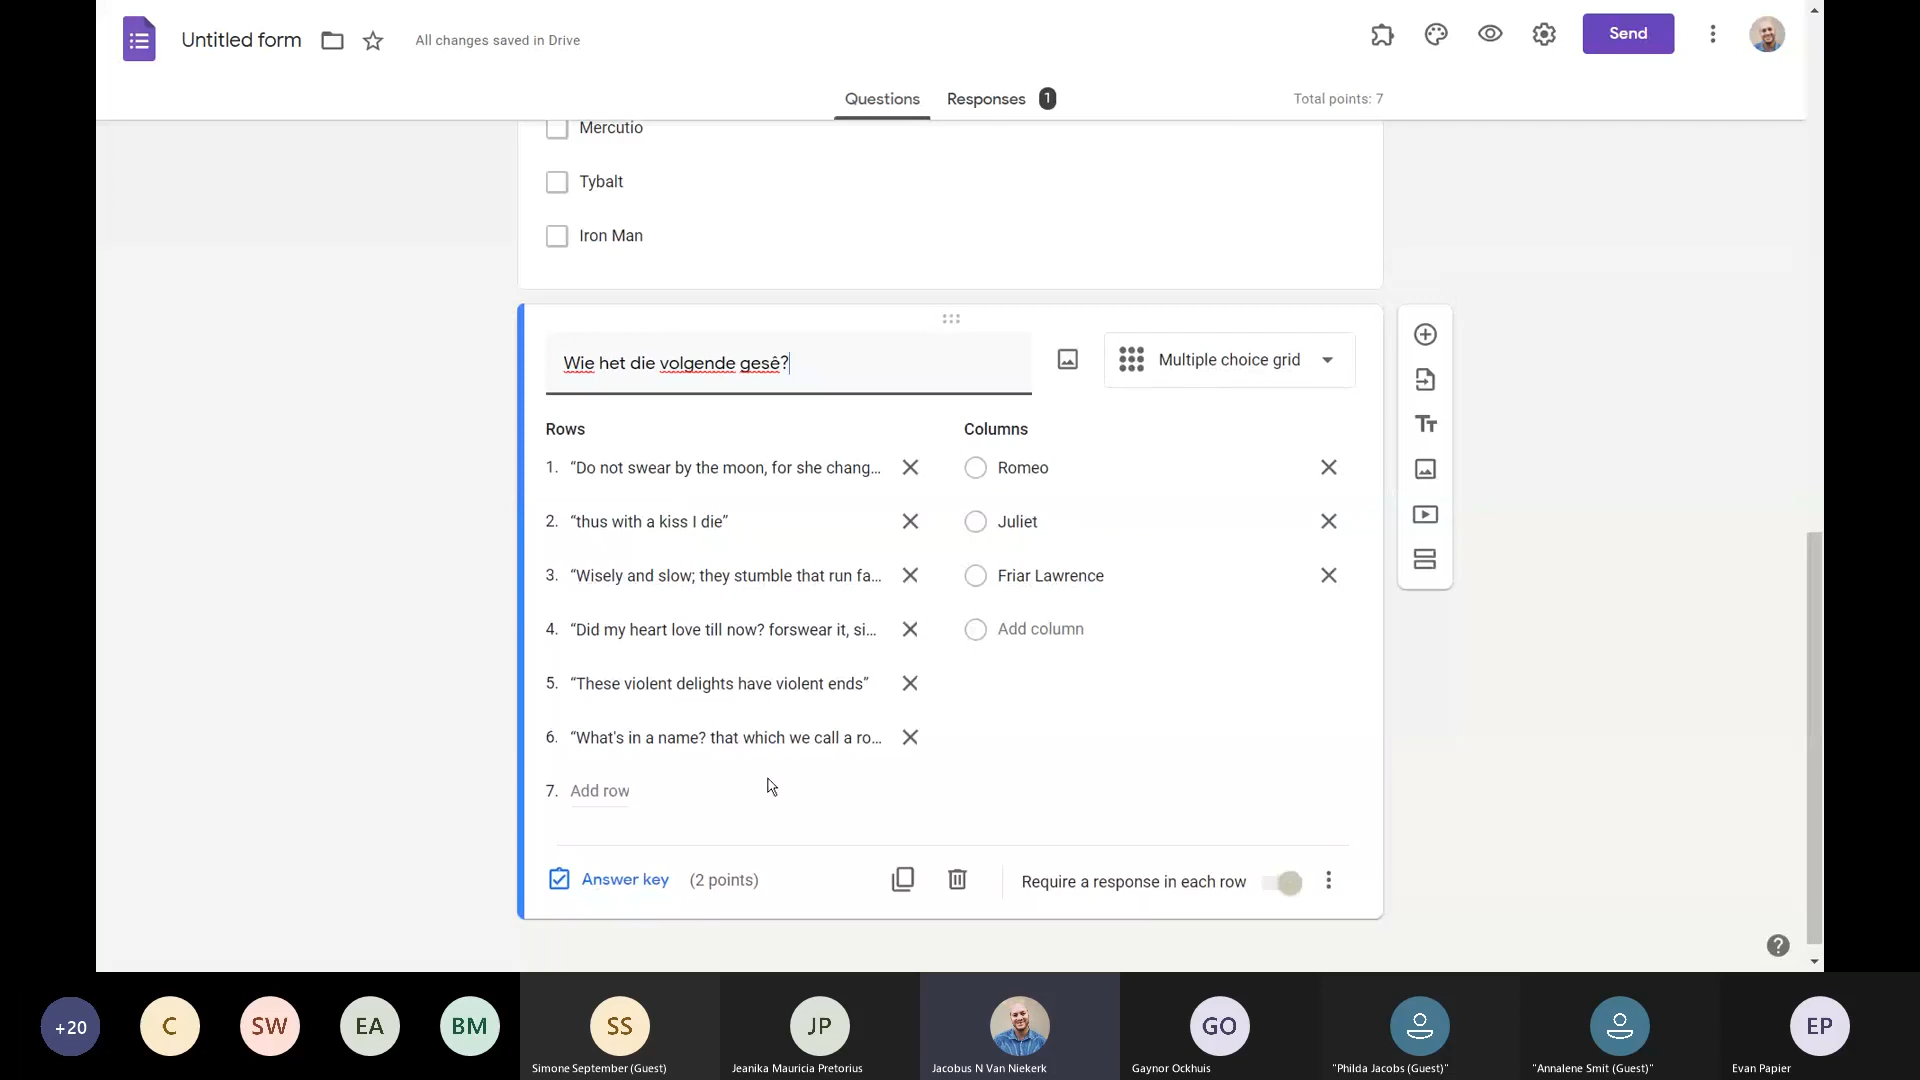 Untitled form
All changes saved in Drive
Send
Questions
Responses 1
Total points: 7
Mercutio
Tybalt
Iron Man
Wie het die volgende gesê?
Multiple choice grid
Rows
Columns
1. “Do not swear by the moon, for she chang...
Romeo
2. “thus with a kiss I die”
Juliet
3. “Wisely and slow; they stumble that run fa...
Friar Lawrence
4. “Did my heart love till now? forswear it, si...
Add column
5. “These violent delights have violent ends”
6. “What's in a name? that which we call a ro...
7. Add row
Answer key (2 points)
Require a response in each row
+20
C
SW
EA
BM
SS
JP
GO
EP
Simone September (Guest)
Jeanika Mauricia Pretorius
Jacobus N Van Niekerk
Gaynor Ockhuis
"Philda Jacobs (Guest)"
"Annalene Smit (Guest)"
Evan Papier